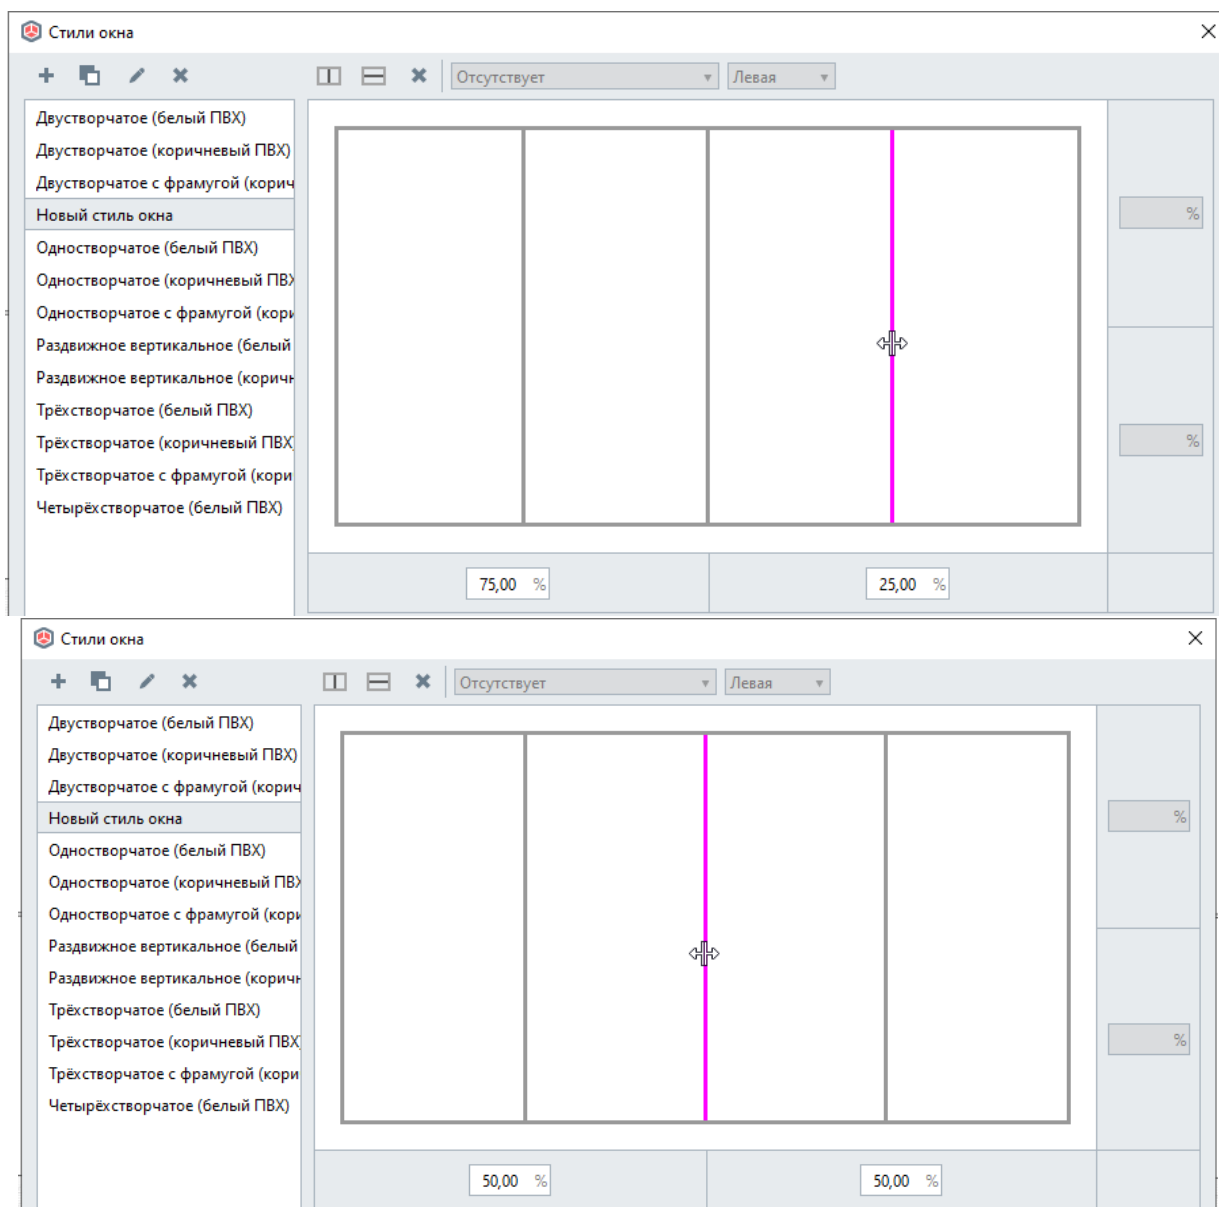 Стили окна
Отсутствует
Левая
Двустворчатое (белый ПВХ)
Двустворчатое (коричневый ПВХ)
Двустворчатое с фрамугой (корич
Новый стиль окна
Одностворчатое (белый ПВХ)
Одностворчатое (коричневый ПВХ
Одностворчатое с фрамугой (кори
Раздвижное вертикальное (белый
Раздвижное вертикальное (коричн
Трёхстворчатое (белый ПВХ)
Трёхстворчатое (коричневый ПВХ)
Трёхстворчатое с фрамугой (кори
Четырёхстворчатое (белый ПВХ)
%
%
75,00 %
25,00 %
Стили окна
Отсутствует
Левая
Двустворчатое (белый ПВХ)
Двустворчатое (коричневый ПВХ)
Двустворчатое с фрамугой (корич
Новый стиль окна
Одностворчатое (белый ПВХ)
Одностворчатое (коричневый ПВХ
Одностворчатое с фрамугой (кори
Раздвижное вертикальное (белый
Раздвижное вертикальное (коричн
Трёхстворчатое (белый ПВХ)
Трёхстворчатое (коричневый ПВХ)
Трёхстворчатое с фрамугой (кори
Четырёхстворчатое (белый ПВХ)
%
%
50,00 %
50,00 %